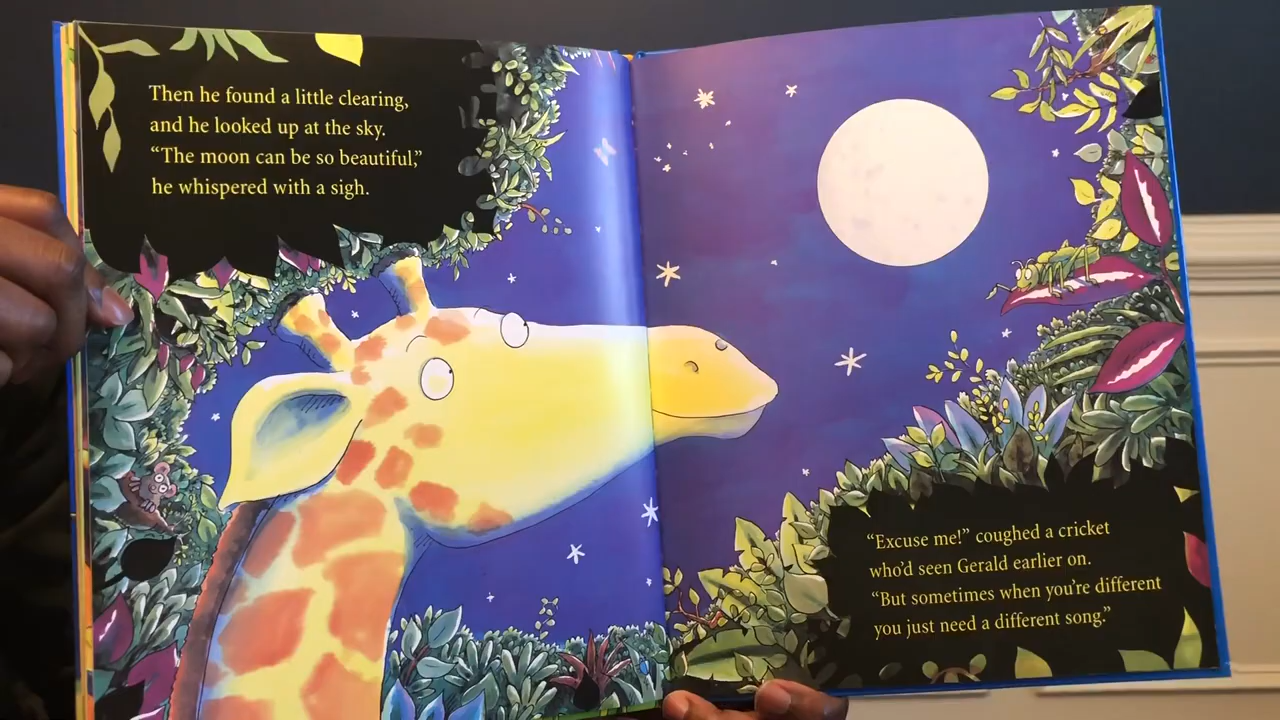 Then he found a little clearing,
and he looked up at the sky.
“The moon can be so beautiful,”
he whispered with a sigh.
“Excuse me!” coughed a cricket
who’d seen Gerald earlier on.
“But sometimes when you’re different
you just need a different song.”